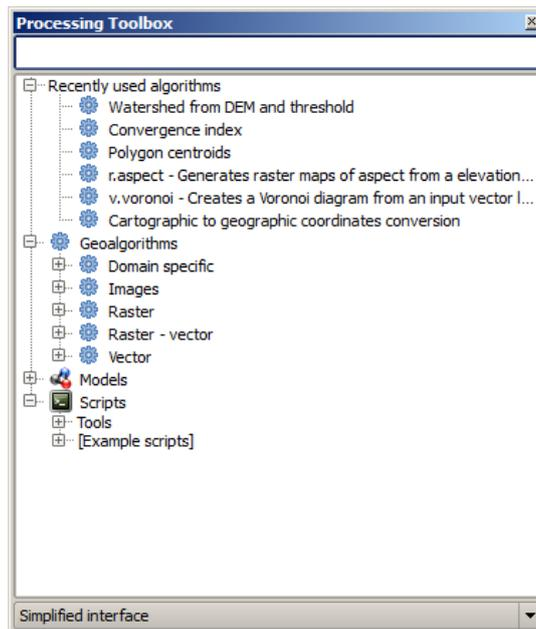 Processing Toolbox
Recently used algorithms
Watershed from DEM and threshold
Convergence index
Polygon centroids
r.aspect - Generates raster maps of aspect from a elevation...
v.voronoi - Creates a Voronoi diagram from an input vector l...
Cartographic to geographic coordinates conversion
Geoalgorithms
Domain specific
Images
Raster
Raster - vector
Vector
Models
Scripts
Tools
[Example scripts]
Simplified interface